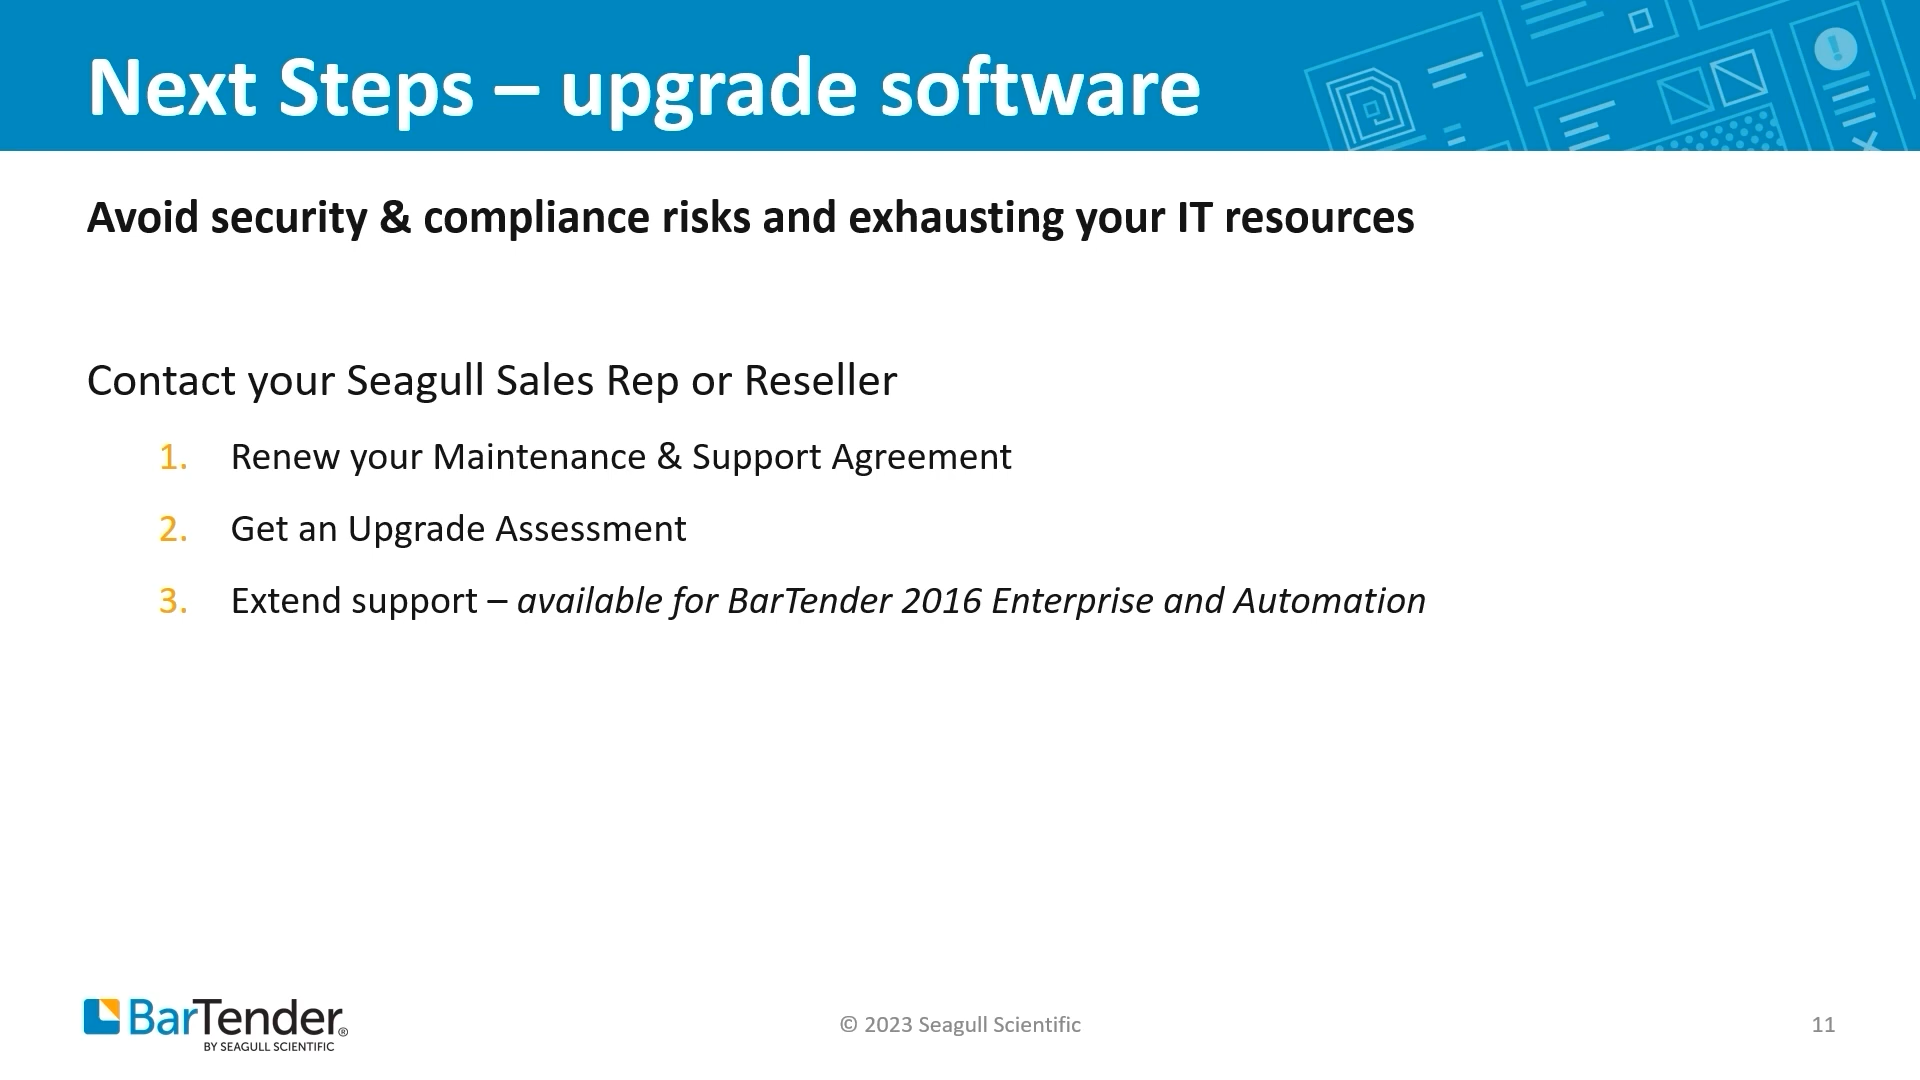 Next Steps – upgrade software
Avoid security & compliance risks and exhausting your IT resources
Contact your Seagull Sales Rep or Reseller
1. Renew your Maintenance & Support Agreement
2. Get an Upgrade Assessment
3. Extend support – available for BarTender 2016 Enterprise and Automation
BarTender®
BY SEAGULL SCIENTIFIC
© 2023 Seagull Scientific
11